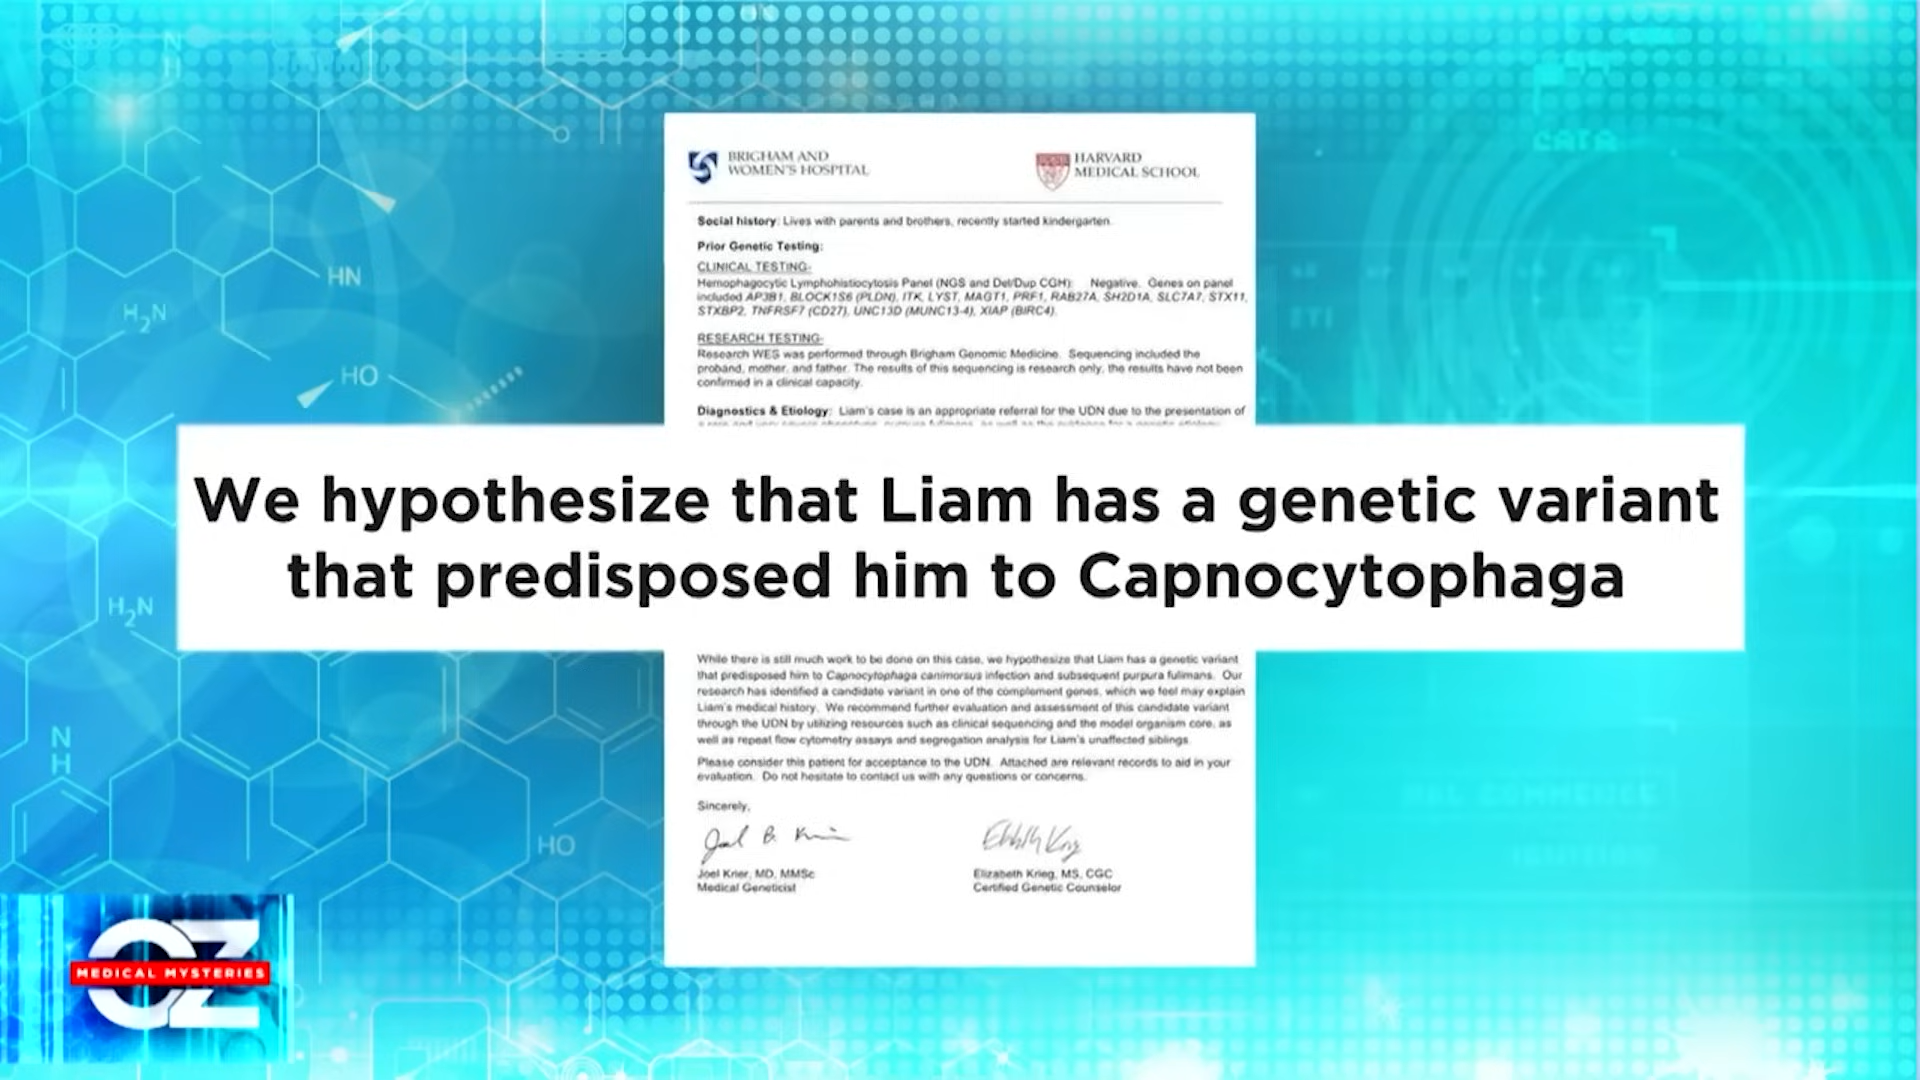 BRIGHAM AND
WOMEN'S HOSPITAL
HARVARD
MEDICAL SCHOOL
Social history: Lives with parents and brothers, recently started kindergarten.
Prior Genetic Testing:
CLINICAL TESTING-
Hemophagocytic Lymphohistiocytosis Panel (NGS and Del/Dup CGH): Negative. Genes on panel
included AP3B1, BLOCK1S6 (PLDN), ITK, LYST, MAGT1, PRF1, RAB27A, SH2D1A, SLC7A7, STX11,
STXBP2, TNFRSF7 (CD27), UNC13D (MUNC13-4), XIAP (BIRC4).
RESEARCH TESTING-
Research WES was performed through Brigham Genomic Medicine. Sequencing included the
proband, mother, and father. The results of this sequencing is research only, the results have not been
confirmed in a clinical capacity.
Diagnostics & Etiology: Liam's case is an appropriate referral for the UDN due to the presentation of
We hypothesize that Liam has a genetic variant
that predisposed him to Capnocytophaga
While there is still much work to be done on this case, we hypothesize that Liam has a genetic variant
that predisposed him to Capnocytophaga canimorsus infection and subsequent purpura fulimans. Our
research has identified a candidate variant in one of the complement genes, which we feel may explain
Liam's medical history. We recommend further evaluation and assessment of this candidate variant
through the UDN by utilizing resources such as clinical sequencing and the model organism core, as
well as repeat flow cytometry assays and segregation analysis for Liam's unaffected siblings.
Please consider this patient for acceptance to the UDN. Attached are relevant records to aid in your
evaluation. Do not hesitate to contact us with any questions or concerns.
Sincerely,
Joel Krier, MD, MMSc
Medical Geneticist
Elizabeth Krieg, MS, CGC
Certified Genetic Counselor
N
H
HN
H₂N
HO
H₂N
N
H
HO
OZ
MEDICAL MYSTERIES